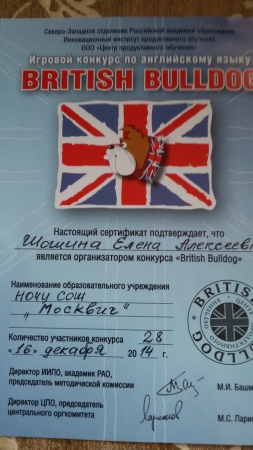 Северо-Западное отделение Российской академии образования
Инновационный институт продуктивного обучения
ООО «Центр продуктивного обучения»
Игровой конкурс по английскому языку
BRITISH BULLDOG
Настоящий сертификат подтверждает, что
Шошина Елена Алексеев
является организатором конкурса «British Bulldog»
Наименование образовательного учреждения
НОЧУ СОШ
„Москвич"
Количество участников конкурса 28
«16» декабря 2014 г.
Директор ИИПО, академик РАО,
председатель методической комиссии
М.И. Башм
Директор ЦПО, председатель
центрального оргкомитета
М.С. Лари
BRITISH BULLDOG